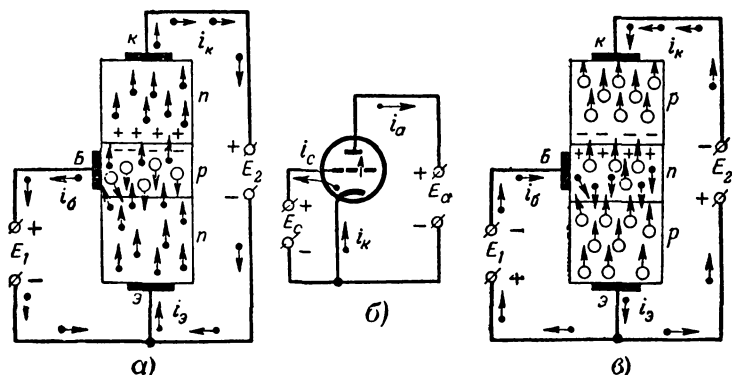 к
iк
n
+ + + +
− − −
Б
p
iб
n
E1
+
−
E2
+
−
Э
iэ
а)
iа
iс
Eс
+
−
Eа
+
−
iк
б)
к
iк
p
− − − −
+ + + +
Б
n
iб
p
E1
−
+
E2
−
+
Э
iэ
в)